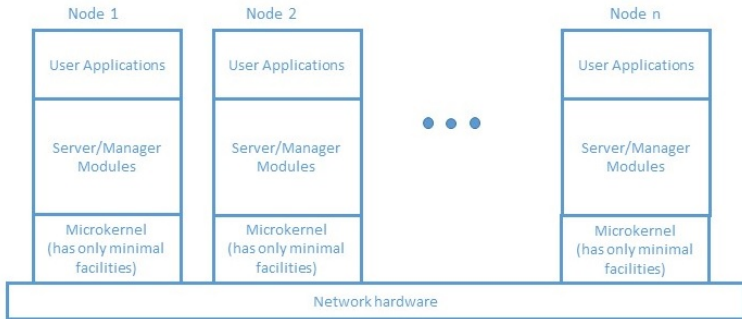 Node 1
Node 2
Node n
User Applications
User Applications
User Applications
Server/Manager
Modules
Server/Manager
Modules
Server/Manager
Modules
Microkernel
(has only minimal
facilities)
Microkernel
(has only minimal
facilities)
Microkernel
(has only minimal
facilities)
Network hardware